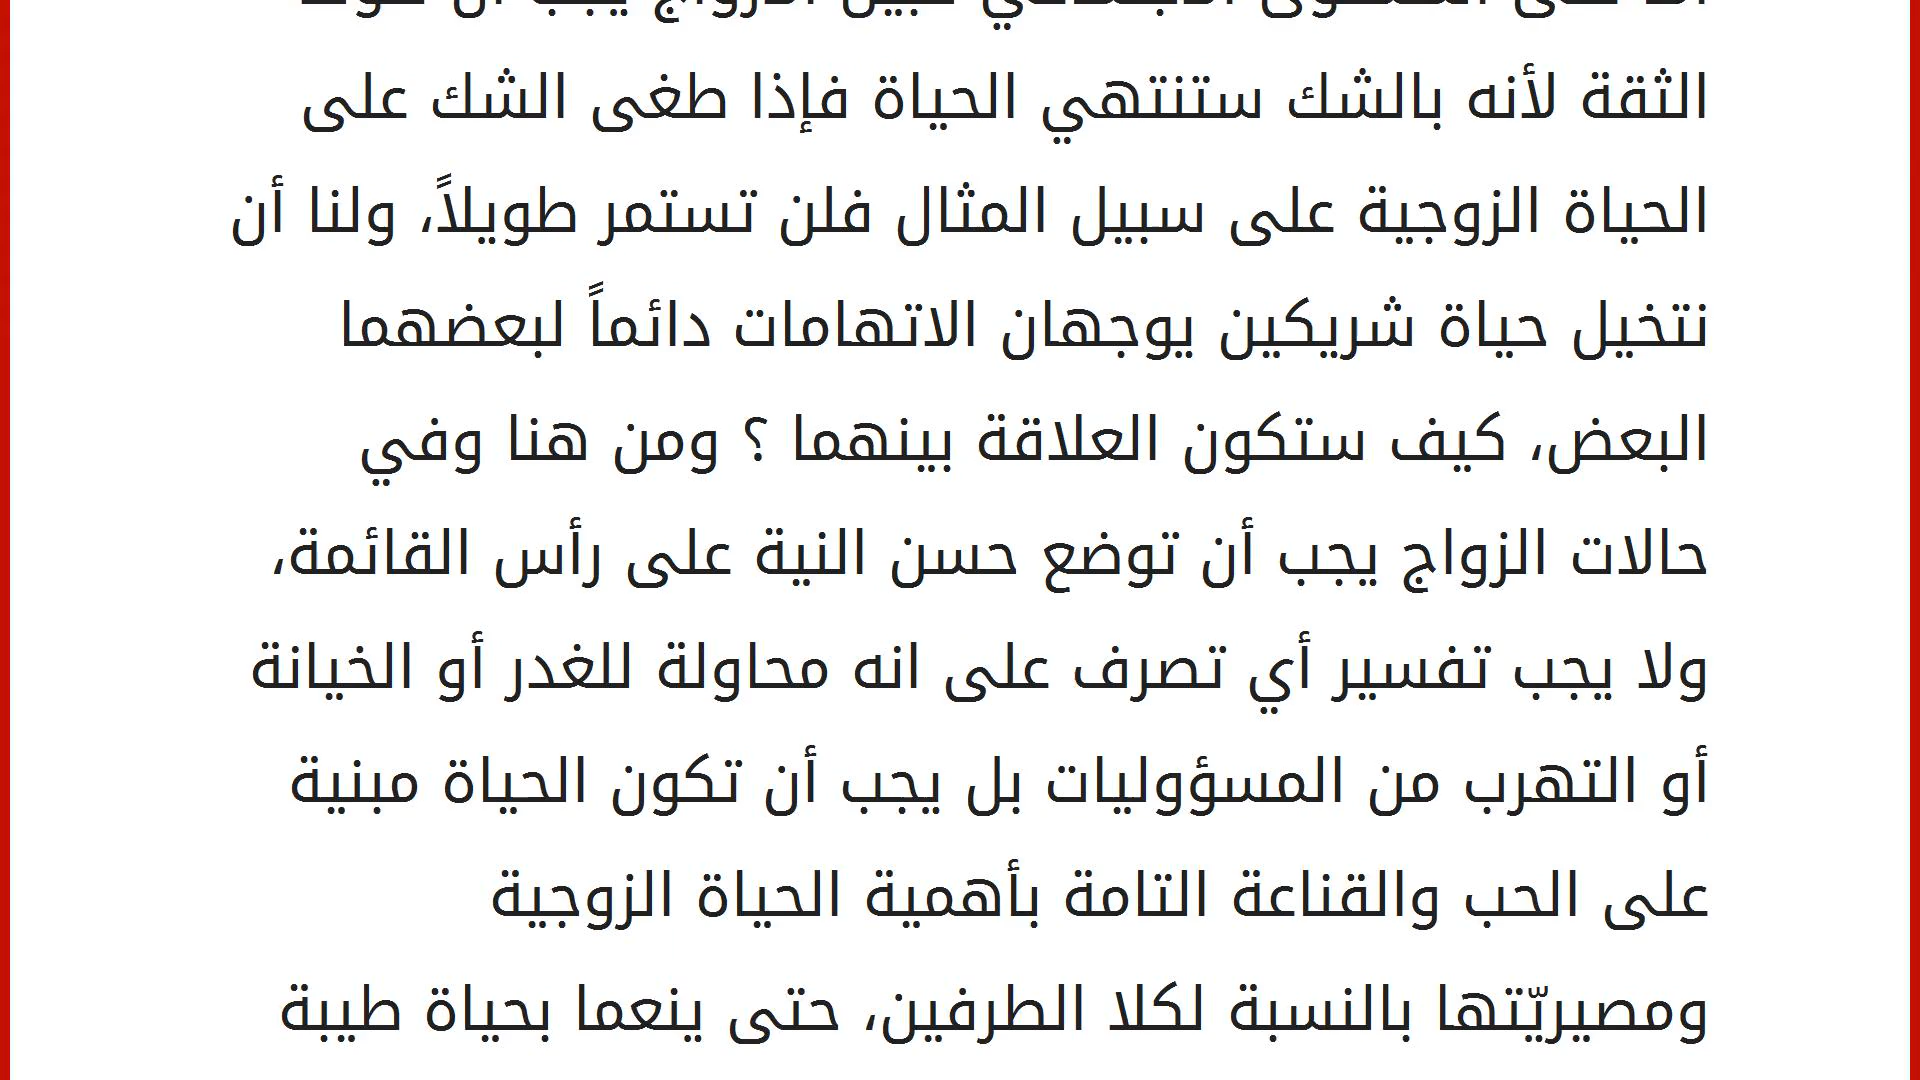 الثقة لأنه بالشك ستنتهي الحياة فإذا طغى الشك على
الحياة الزوجية على سبيل المثال فلن تستمر طويلاً، ولنا أن
نتخيل حياة شريكين يوجهان الاتهامات دائماً لبعضهما
البعض، كيف ستكون العلاقة بينهما ؟ ومن هنا وفي
حالات الزواج يجب أن توضع حسن النية على رأس القائمة،
ولا يجب تفسير أي تصرف على انه محاولة للغدر أو الخيانة
أو التهرب من المسؤوليات بل يجب أن تكون الحياة مبنية
على الحب والقناعة التامة بأهمية الحياة الزوجية
ومصيريّتها بالنسبة لكلا الطرفين، حتى ينعما بحياة طيبة